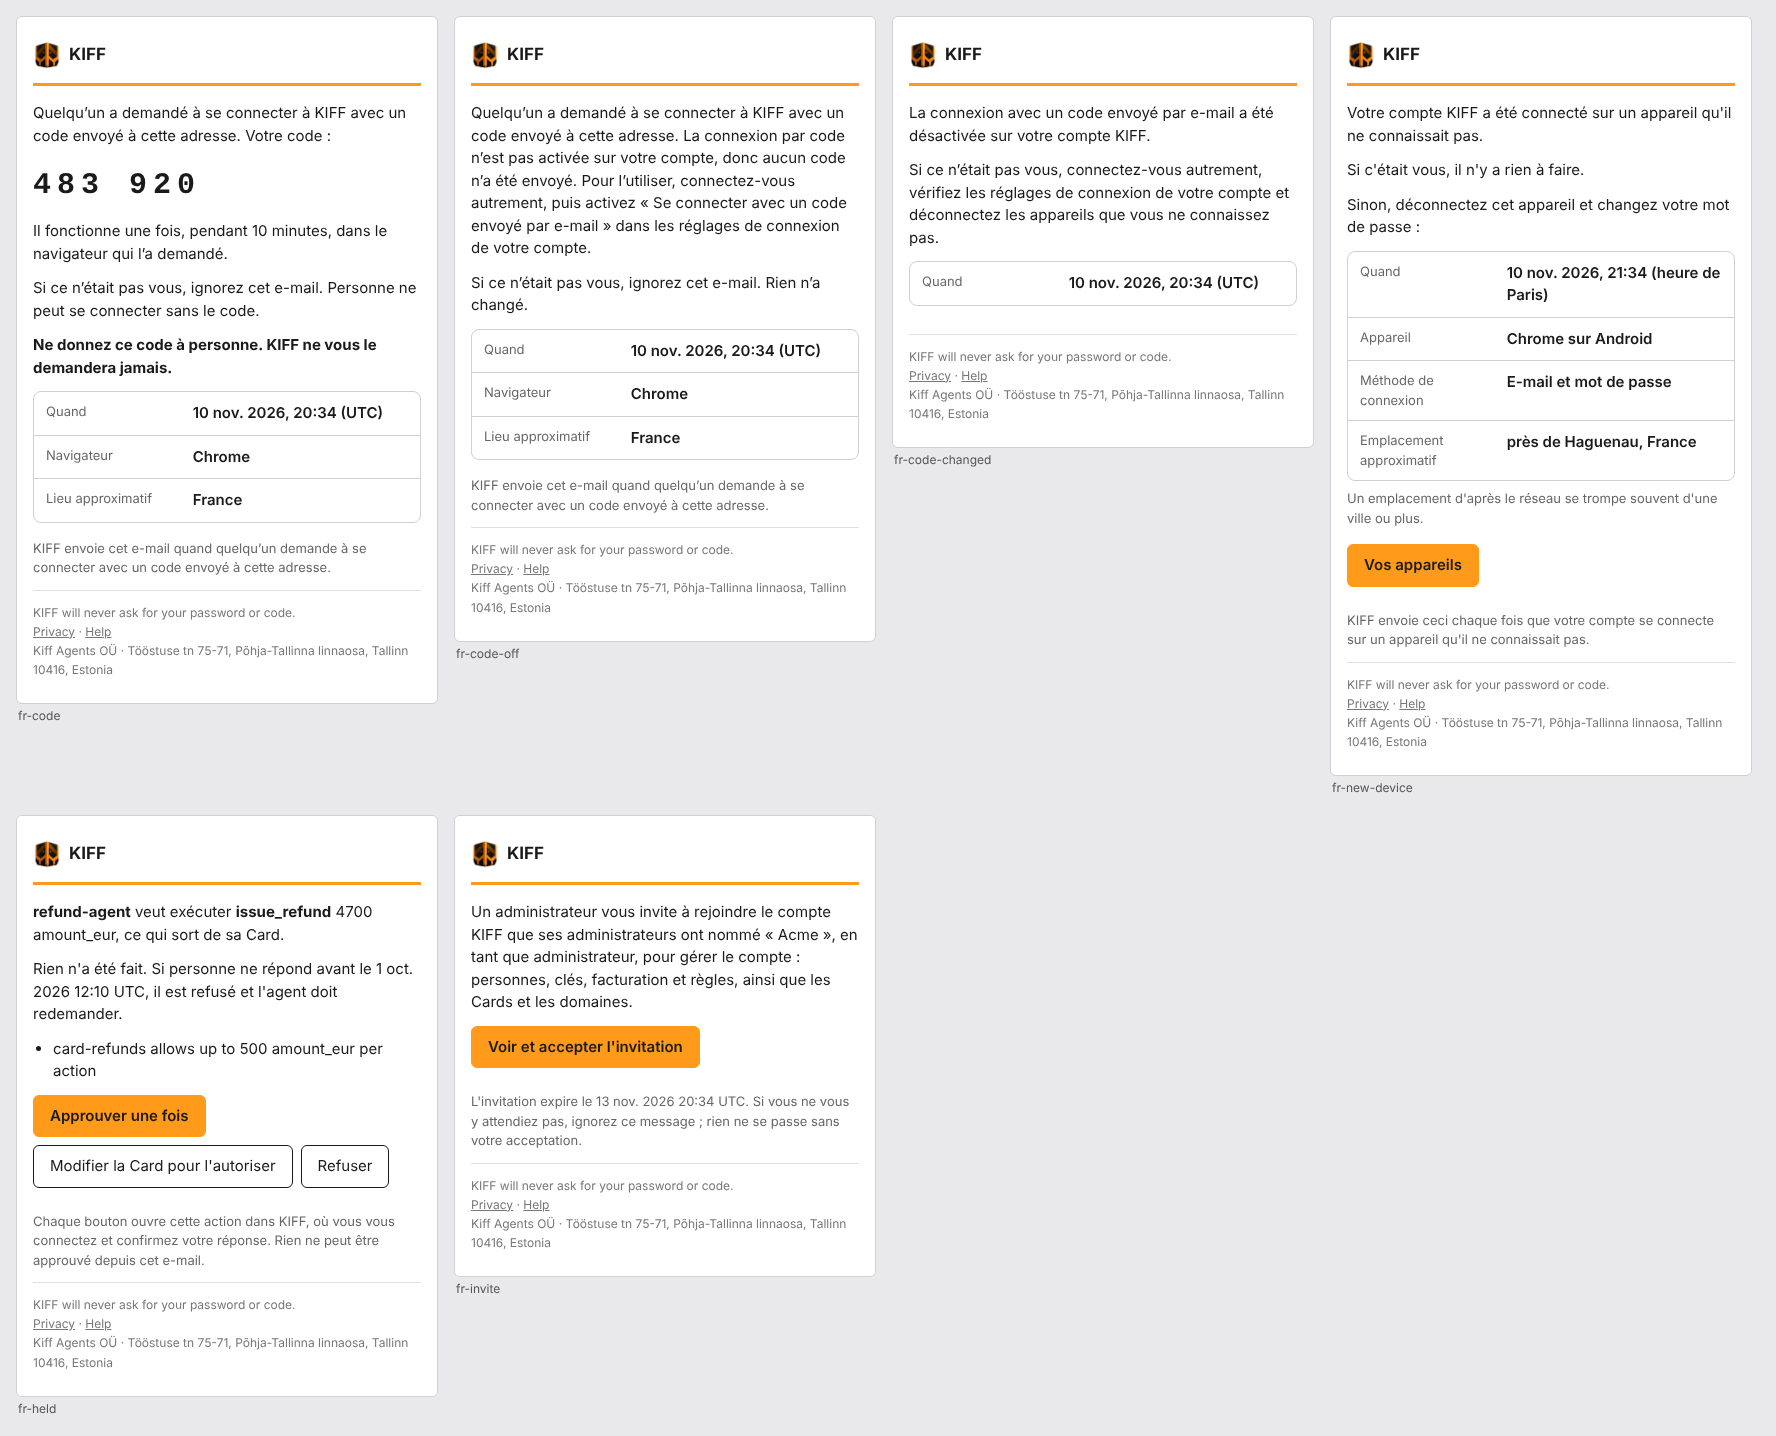 KIFF
Quelqu’un a demandé à se connecter à KIFF avec un
code envoyé à cette adresse. Votre code :
483 920
Il fonctionne une fois, pendant 10 minutes, dans le
navigateur qui l’a demandé.
Si ce n’était pas vous, ignorez cet e-mail. Personne ne
peut se connecter sans le code.
Ne donnez ce code à personne. KIFF ne vous le
demandera jamais.
Quand 10 nov. 2026, 20:34 (UTC)
Navigateur Chrome
Lieu approximatif France
KIFF envoie cet e-mail quand quelqu’un demande à se
connecter avec un code envoyé à cette adresse.
KIFF will never ask for your password or code.
Privacy · Help
Kiff Agents OÜ · Tööstuse tn 75-71, Põhja-Tallinna linnaosa, Tallinn
10416, Estonia
fr-code
KIFF
Quelqu’un a demandé à se connecter à KIFF avec un
code envoyé à cette adresse. La connexion par code
n’est pas activée sur votre compte, donc aucun code
n’a été envoyé. Pour l’utiliser, connectez-vous
autrement, puis activez « Se connecter avec un code
envoyé par e-mail » dans les réglages de connexion
de votre compte.
Si ce n’était pas vous, ignorez cet e-mail. Rien n’a
changé.
Quand 10 nov. 2026, 20:34 (UTC)
Navigateur Chrome
Lieu approximatif France
KIFF envoie cet e-mail quand quelqu’un demande à se
connecter avec un code envoyé à cette adresse.
KIFF will never ask for your password or code.
Privacy · Help
Kiff Agents OÜ · Tööstuse tn 75-71, Põhja-Tallinna linnaosa, Tallinn
10416, Estonia
fr-code-off
KIFF
La connexion avec un code envoyé par e-mail a été
désactivée sur votre compte KIFF.
Si ce n’était pas vous, connectez-vous autrement,
vérifiez les réglages de connexion de votre compte et
déconnectez les appareils que vous ne connaissez
pas.
Quand 10 nov. 2026, 20:34 (UTC)
KIFF will never ask for your password or code.
Privacy · Help
Kiff Agents OÜ · Tööstuse tn 75-71, Põhja-Tallinna linnaosa, Tallinn
10416, Estonia
fr-code-changed
KIFF
Votre compte KIFF a été connecté sur un appareil qu'il
ne connaissait pas.
Si c'était vous, il n'y a rien à faire.
Sinon, déconnectez cet appareil et changez votre mot
de passe :
Quand 10 nov. 2026, 21:34 (heure de
Paris)
Appareil Chrome sur Android
Méthode de E-mail et mot de passe
connexion
Emplacement près de Haguenau, France
approximatif
Un emplacement d'après le réseau se trompe souvent d'une
ville ou plus.
Vos appareils
KIFF envoie ceci chaque fois que votre compte se connecte
sur un appareil qu'il ne connaissait pas.
KIFF will never ask for your password or code.
Privacy · Help
Kiff Agents OÜ · Tööstuse tn 75-71, Põhja-Tallinna linnaosa, Tallinn
10416, Estonia
fr-new-device
KIFF
refund-agent veut exécuter issue_refund 4700
amount_eur, ce qui sort de sa Card.
Rien n'a été fait. Si personne ne répond avant le 1 oct.
2026 12:10 UTC, il est refusé et l'agent doit
redemander.
• card-refunds allows up to 500 amount_eur per
action
Approuver une fois
Modifier la Card pour l'autoriser Refuser
Chaque bouton ouvre cette action dans KIFF, où vous vous
connectez et confirmez votre réponse. Rien ne peut être
approuvé depuis cet e-mail.
KIFF will never ask for your password or code.
Privacy · Help
Kiff Agents OÜ · Tööstuse tn 75-71, Põhja-Tallinna linnaosa, Tallinn
10416, Estonia
fr-held
KIFF
Un administrateur vous invite à rejoindre le compte
KIFF que ses administrateurs ont nommé « Acme », en
tant que administrateur, pour gérer le compte :
personnes, clés, facturation et règles, ainsi que les
Cards et les domaines.
Voir et accepter l'invitation
L'invitation expire le 13 nov. 2026 20:34 UTC. Si vous ne vous
y attendiez pas, ignorez ce message ; rien ne se passe sans
votre acceptation.
KIFF will never ask for your password or code.
Privacy · Help
Kiff Agents OÜ · Tööstuse tn 75-71, Põhja-Tallinna linnaosa, Tallinn
10416, Estonia
fr-invite